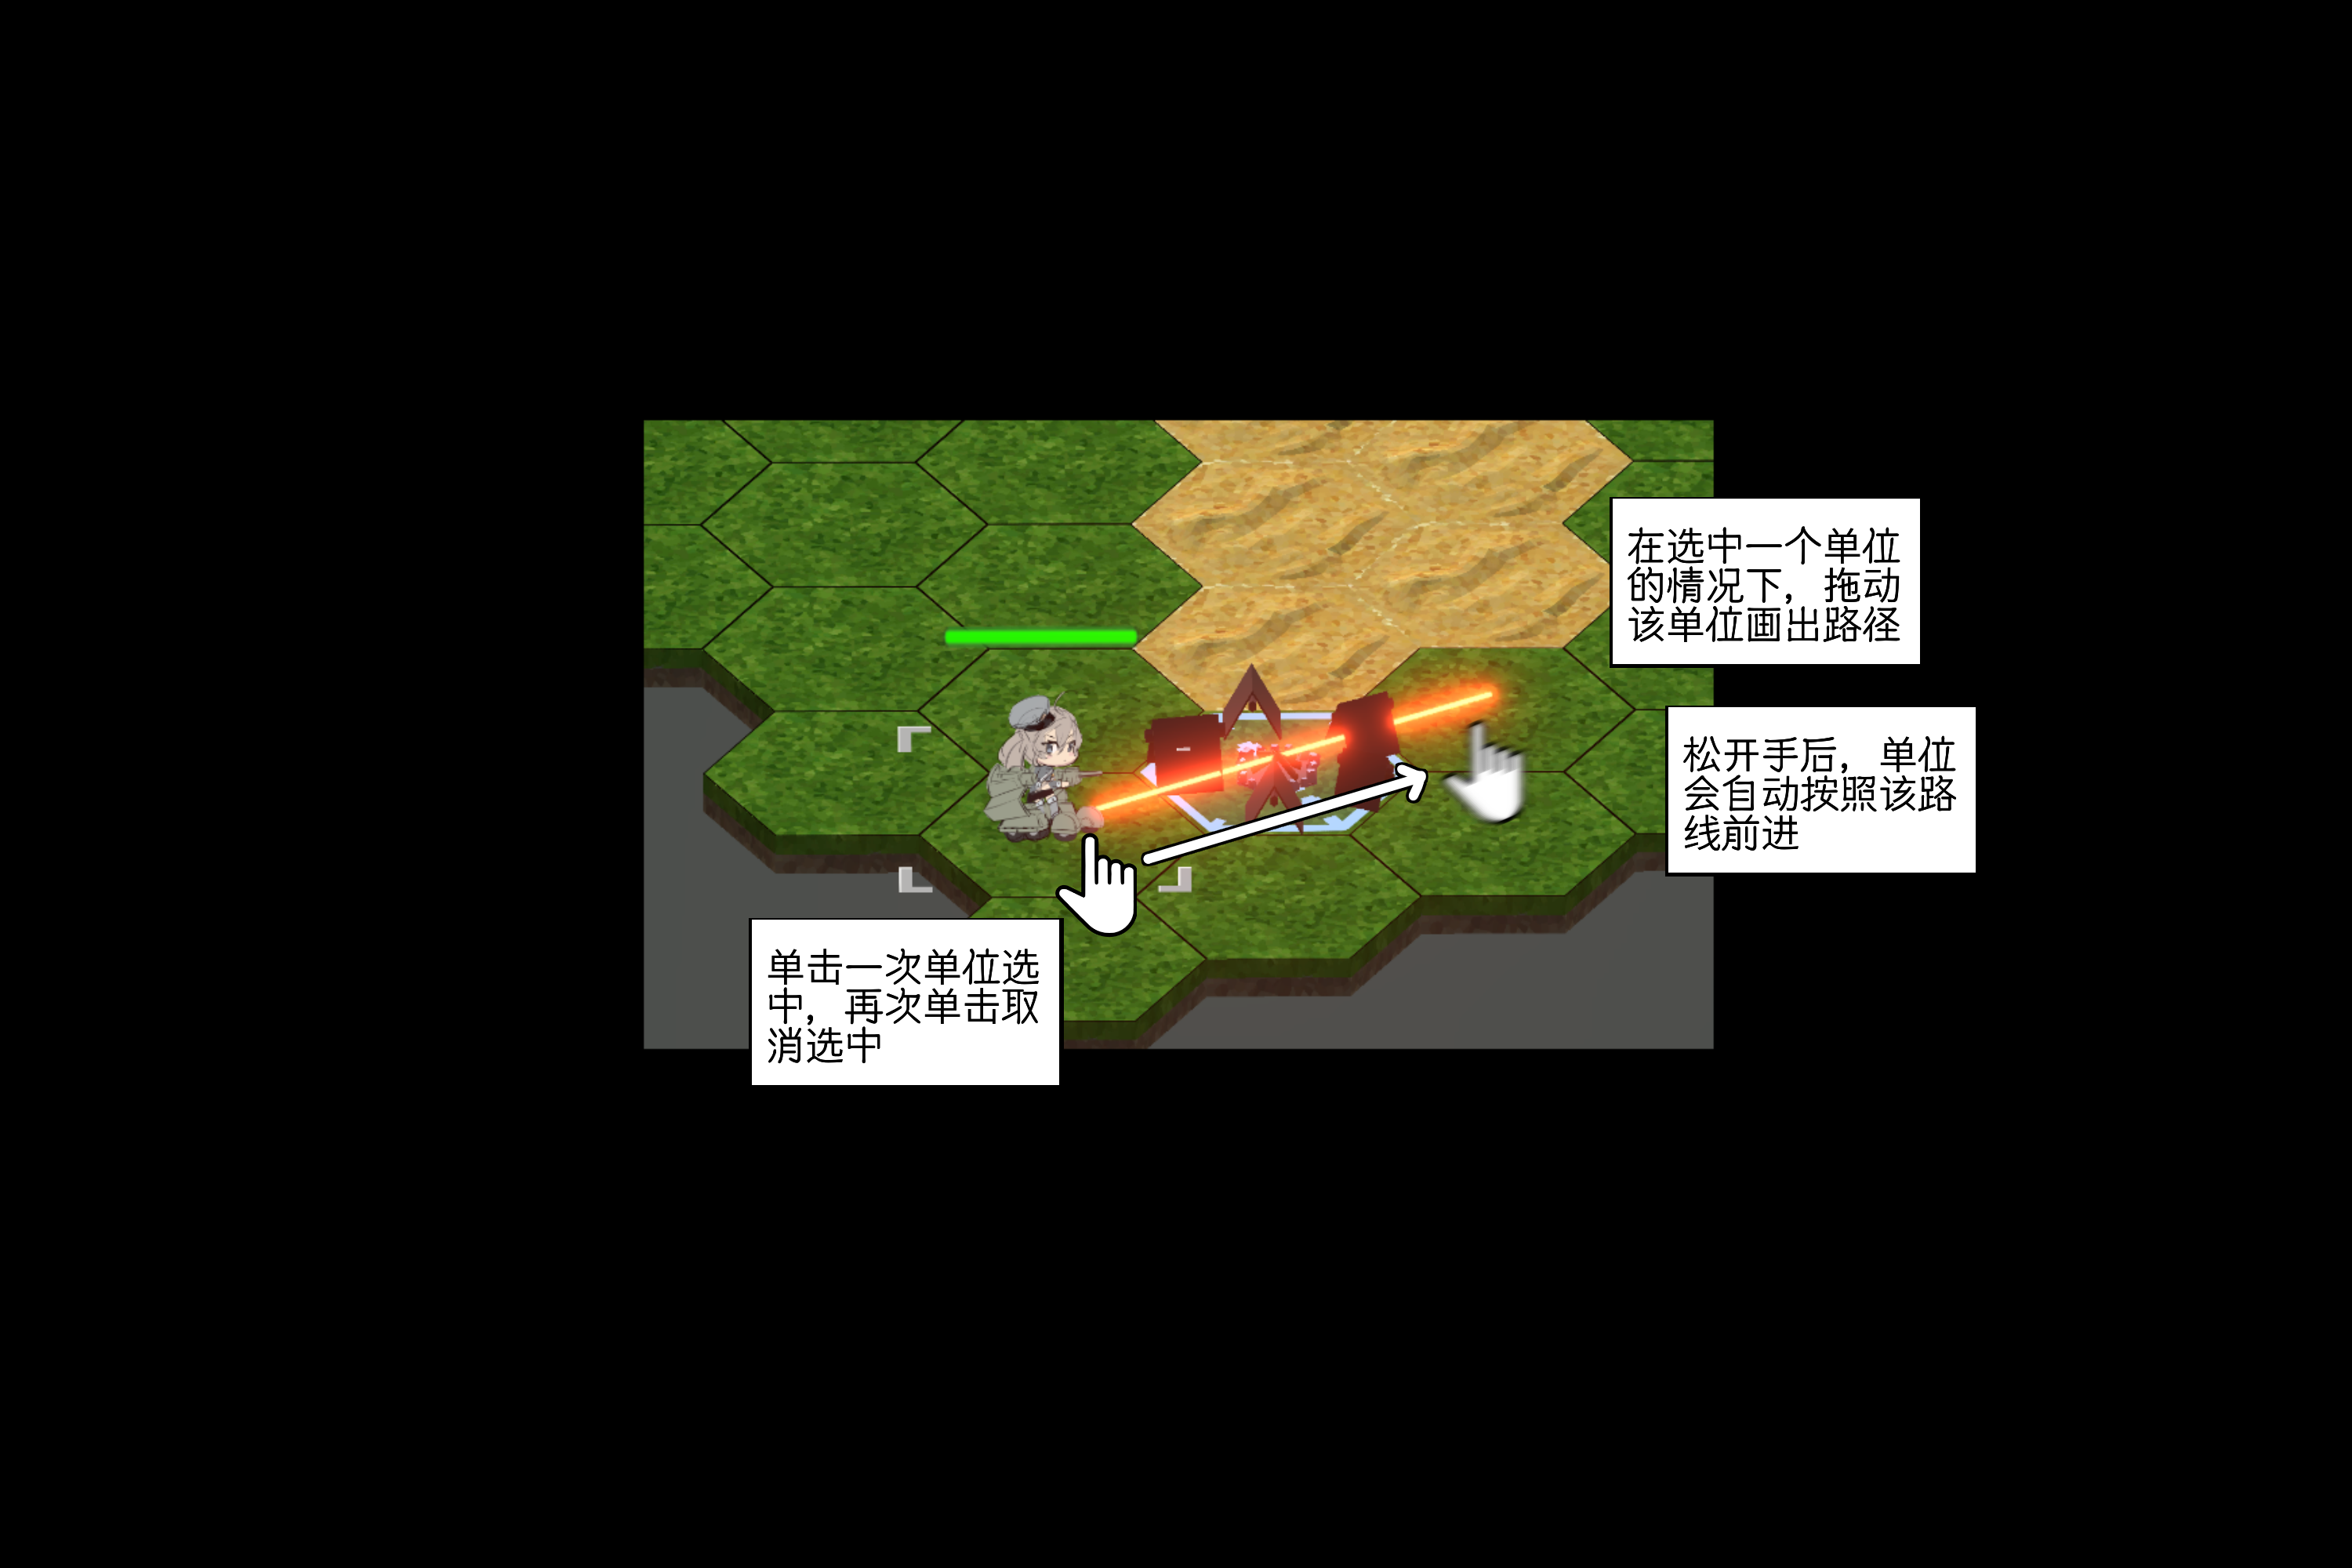 在选中一个单位
的情况下，拖动
该单位画出路径
松开手后，单位
会自动按照该路
线前进
单击一次单位选
中，再次单击取
消选中